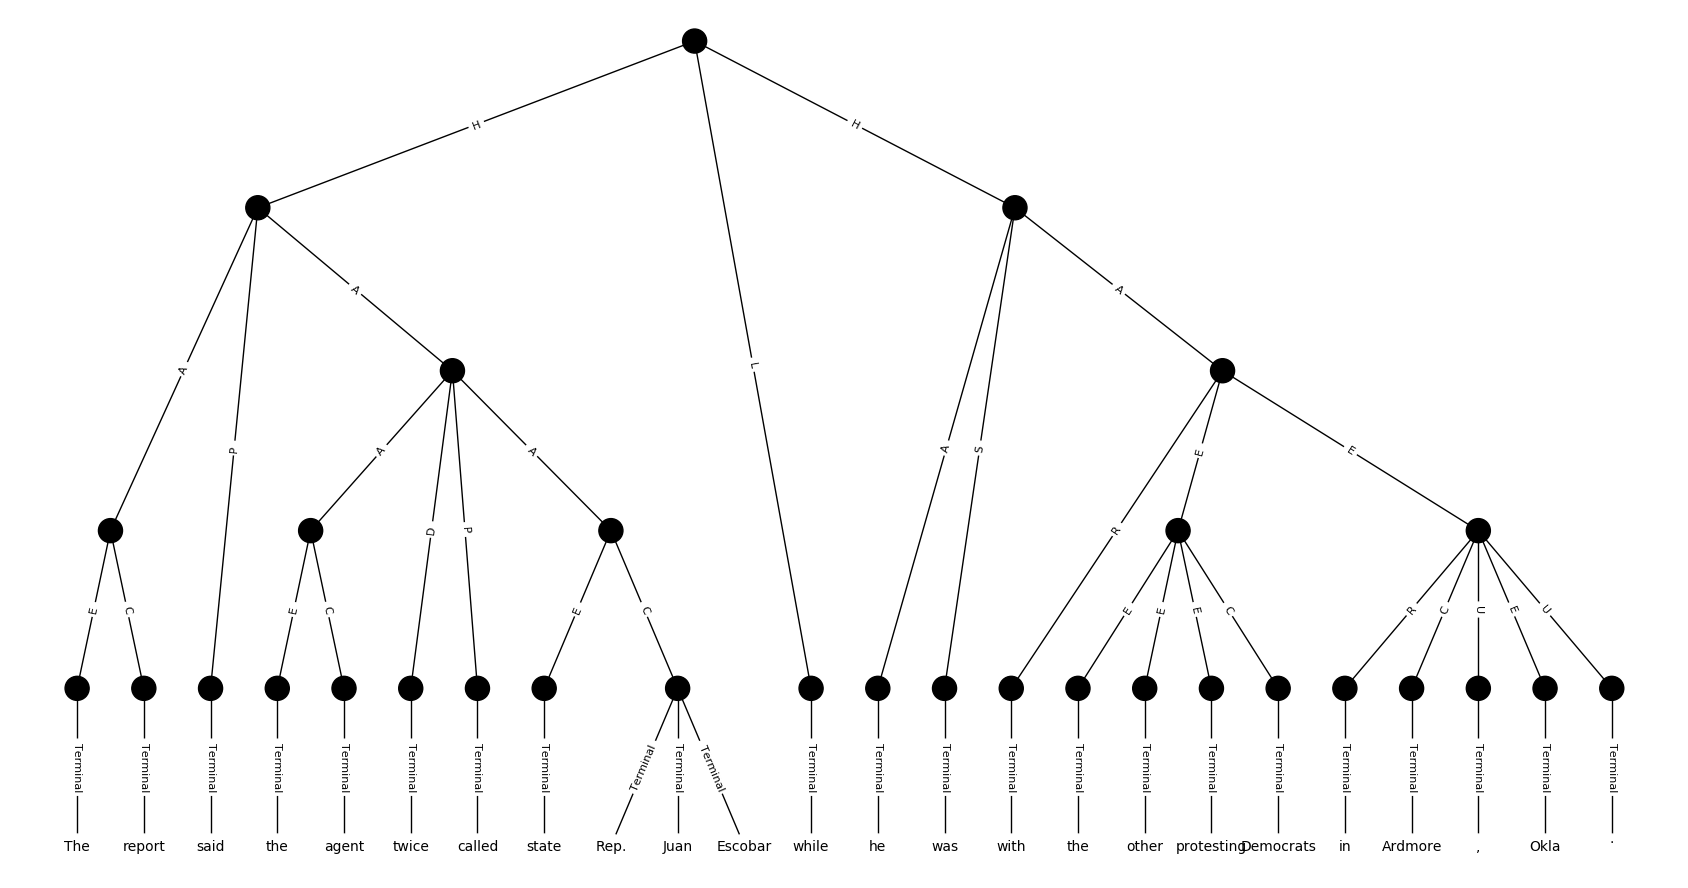 H H
A P A L A S A
A D P A R E E
E C E C E C E E E C R C U E U
Terminal Terminal Terminal Terminal Terminal Terminal Terminal Terminal Terminal Terminal Terminal Terminal Terminal Terminal Terminal Terminal Terminal Terminal Terminal Terminal Terminal Terminal Terminal Terminal
The report said the agent twice called state Rep. Juan Escobar while he was with the other protesting Democrats in Ardmore , Okla .